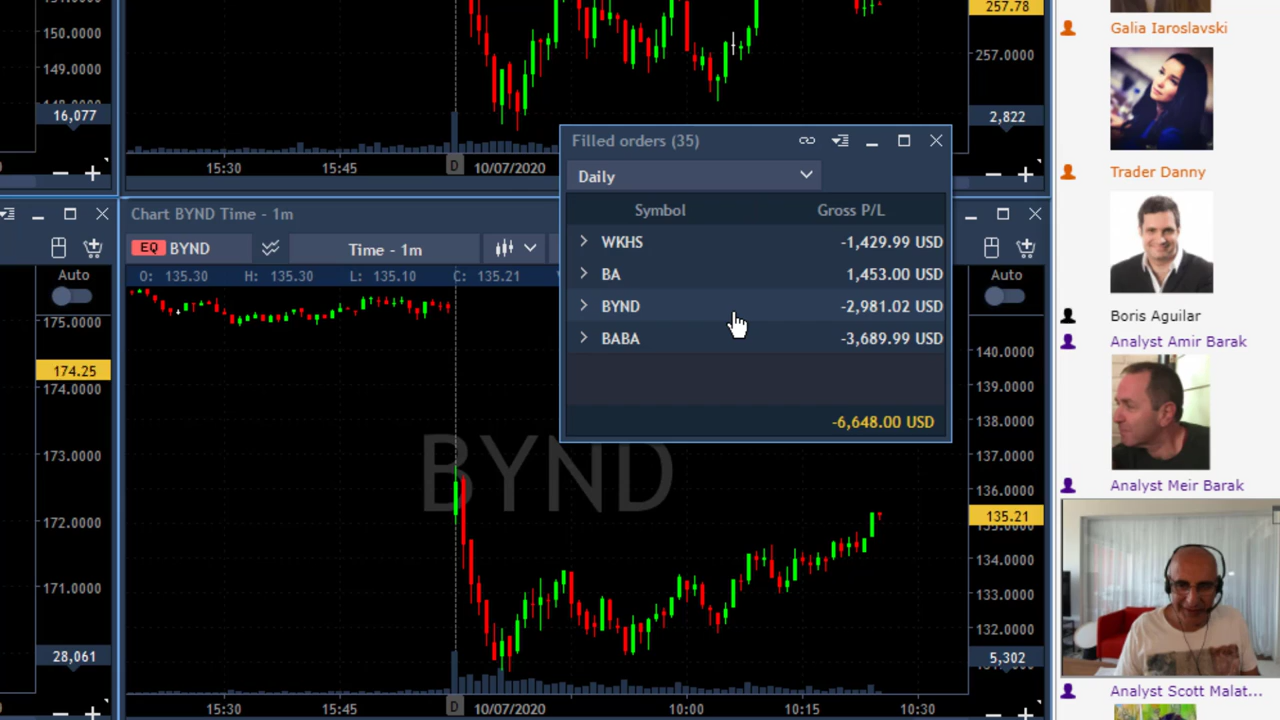 150.0000
149.0000
16,077
15:30
15:45
10/07/2020
D
257.78
257.0000
2,822
Filled orders (35)
Daily
Symbol Gross P/L
WKHS -1,429.99 USD
BA 1,453.00 USD
BYND -2,981.02 USD
BABA -3,689.99 USD
-6,648.00 USD
Chart BYND Time - 1m
EQ BYND
Time - 1m
O: 135.30 H: 135.30 L: 135.10 C: 135.21
Auto
175.0000
174.25
174.0000
173.0000
172.0000
171.0000
28,061
BYND
Auto
140.0000
139.0000
138.0000
137.0000
136.0000
135.21
134.0000
133.0000
132.0000
5,302
15:30
15:45
D
10/07/2020
10:00
10:15
10:30
Galia Iaroslavski
Trader Danny
Boris Aguilar
Analyst Amir Barak
Analyst Meir Barak
Analyst Scott Malat...